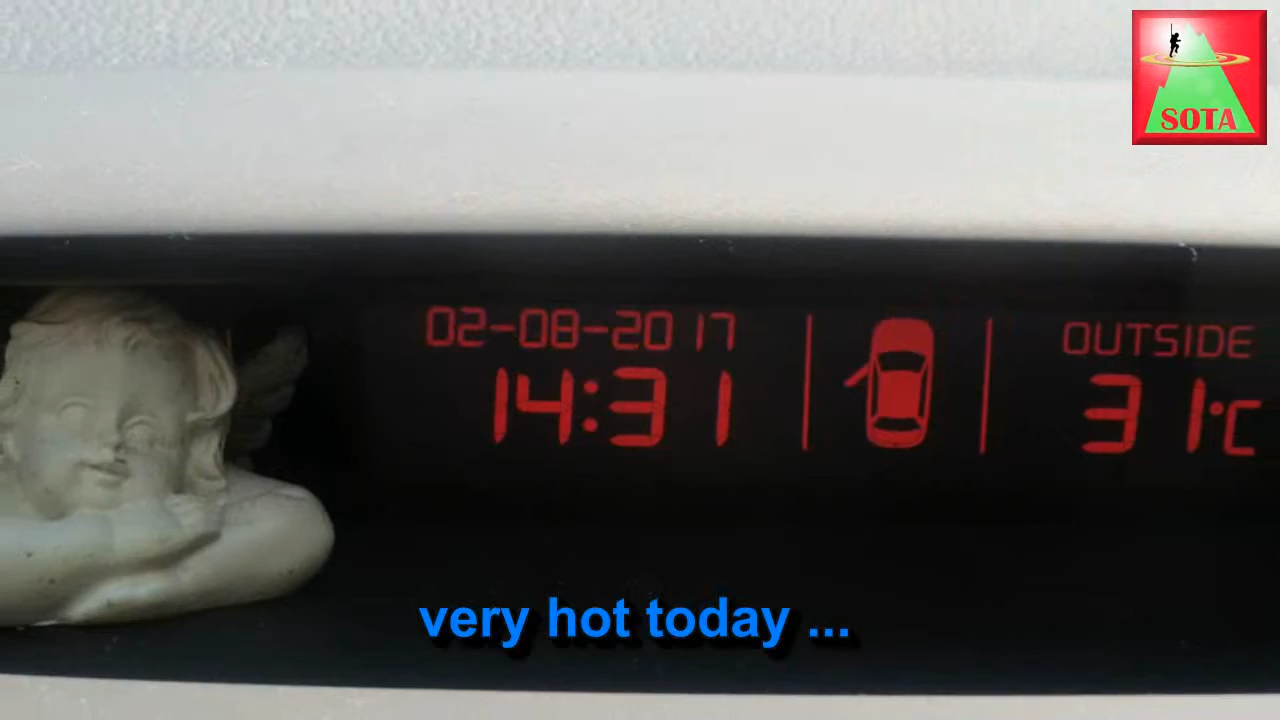 SOTA
02-08-2017
14:31
OUTSIDE
31°C
very hot today ...